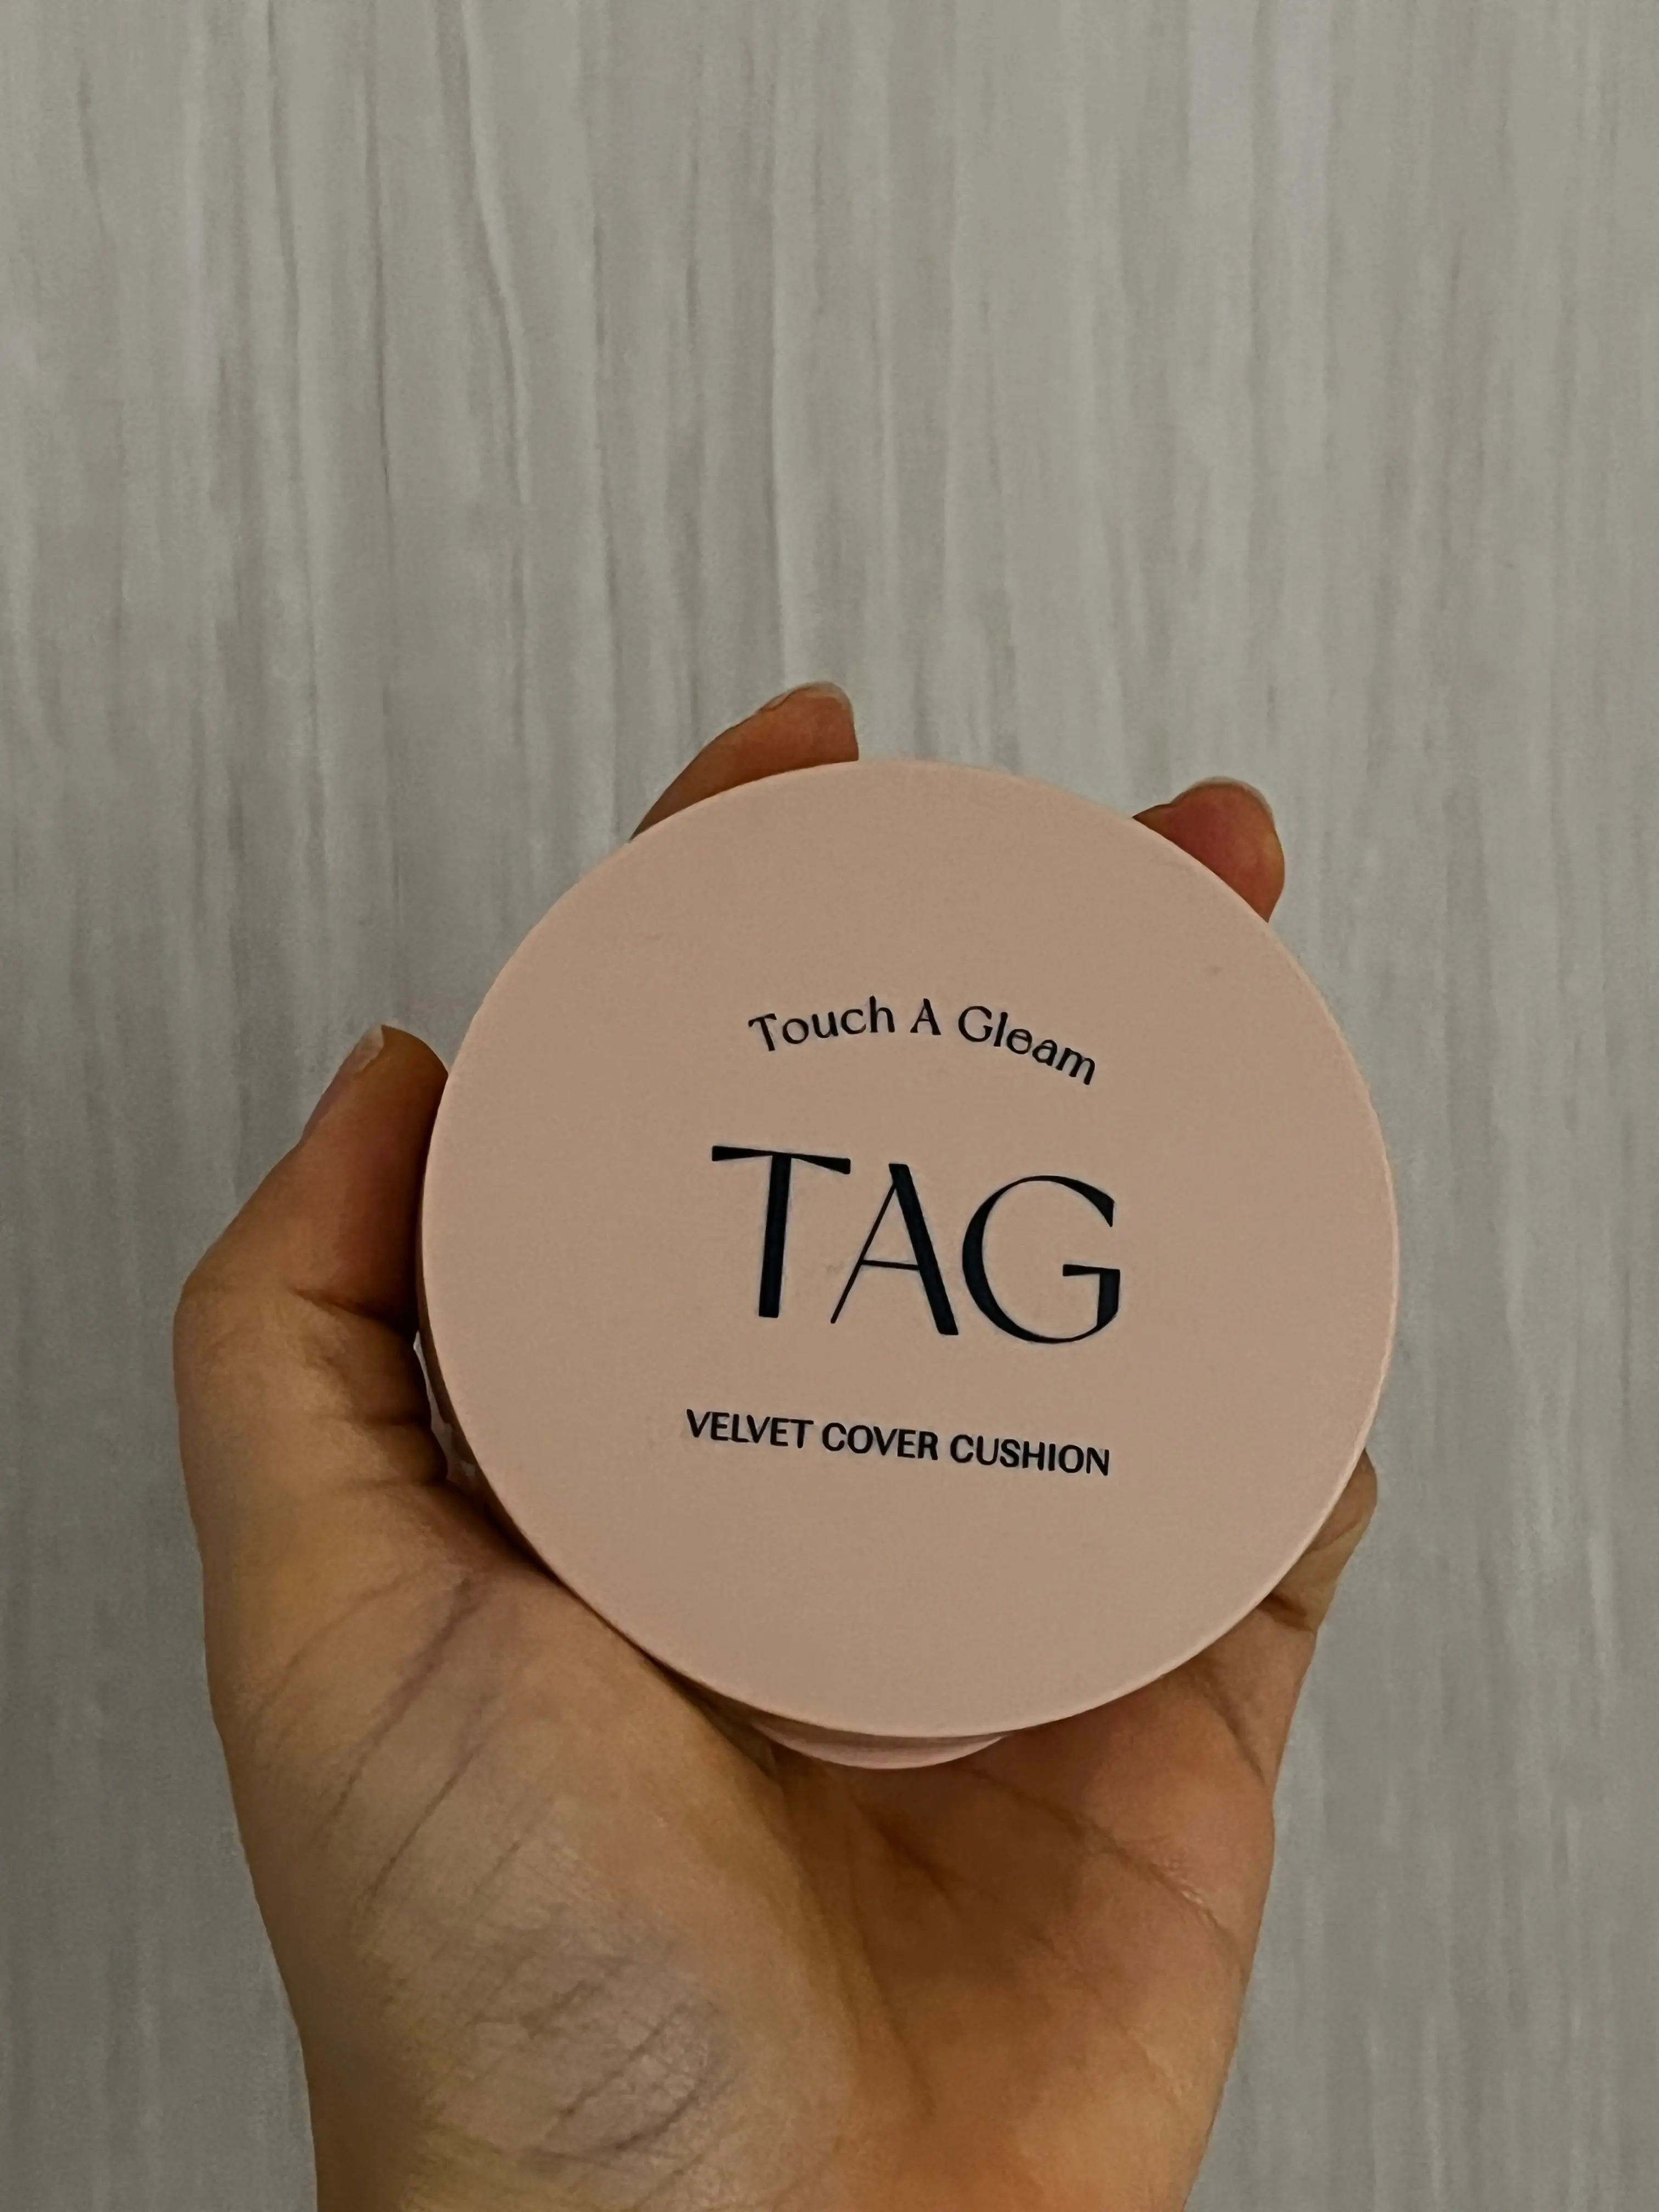 Touch A Gleam
TAG
VELVET COVER CUSHION